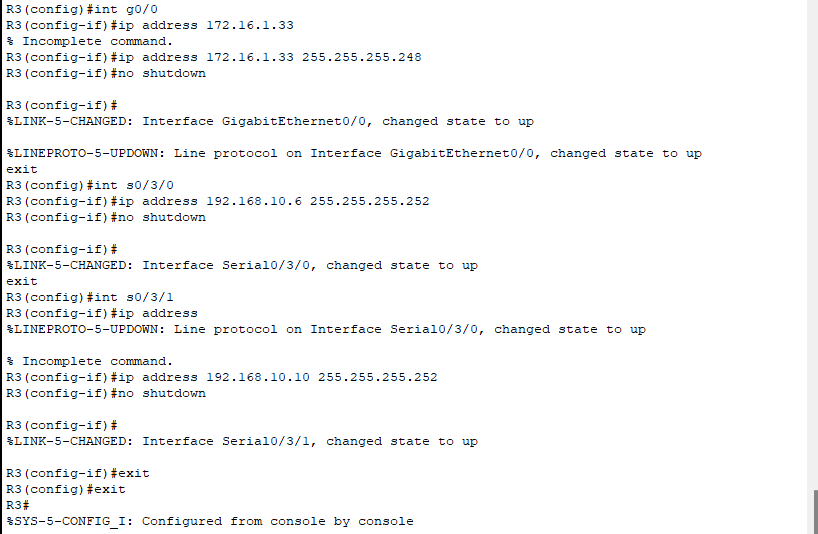 R3(config)#int g0/0
R3(config-if)#ip address 172.16.1.33
% Incomplete command.
R3(config-if)#ip address 172.16.1.33 255.255.255.248
R3(config-if)#no shutdown
R3(config-if)#
%LINK-5-CHANGED: Interface GigabitEthernet0/0, changed state to up
%LINEPROTO-5-UPDOWN: Line protocol on Interface GigabitEthernet0/0, changed state to up
exit
R3(config)#int s0/3/0
R3(config-if)#ip address 192.168.10.6 255.255.255.252
R3(config-if)#no shutdown
R3(config-if)#
%LINK-5-CHANGED: Interface Serial0/3/0, changed state to up
exit
R3(config)#int s0/3/1
R3(config-if)#ip address
%LINEPROTO-5-UPDOWN: Line protocol on Interface Serial0/3/0, changed state to up
% Incomplete command.
R3(config-if)#ip address 192.168.10.10 255.255.255.252
R3(config-if)#no shutdown
R3(config-if)#
%LINK-5-CHANGED: Interface Serial0/3/1, changed state to up
R3(config-if)#exit
R3(config)#exit
R3#
%SYS-5-CONFIG_I: Configured from console by console